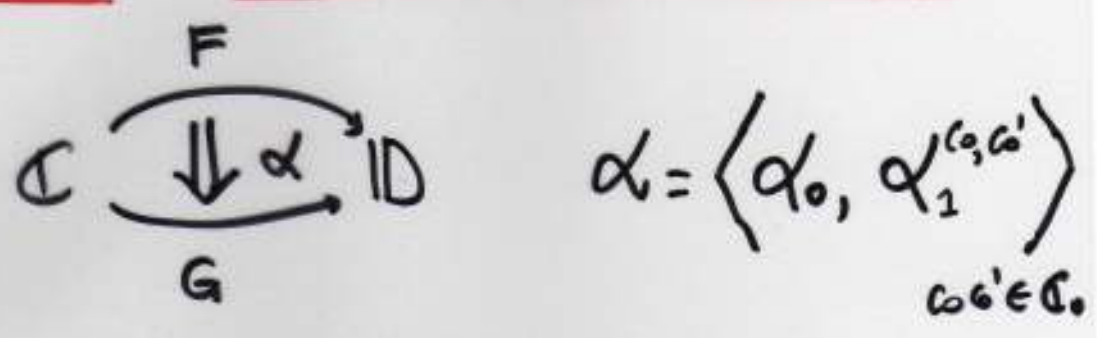 F
ℂ ⇓ α 𝔻
G
α = ⟨α₀, α₁^{c₀,c₀'}⟩
c₀c₀'∈ℂ₀